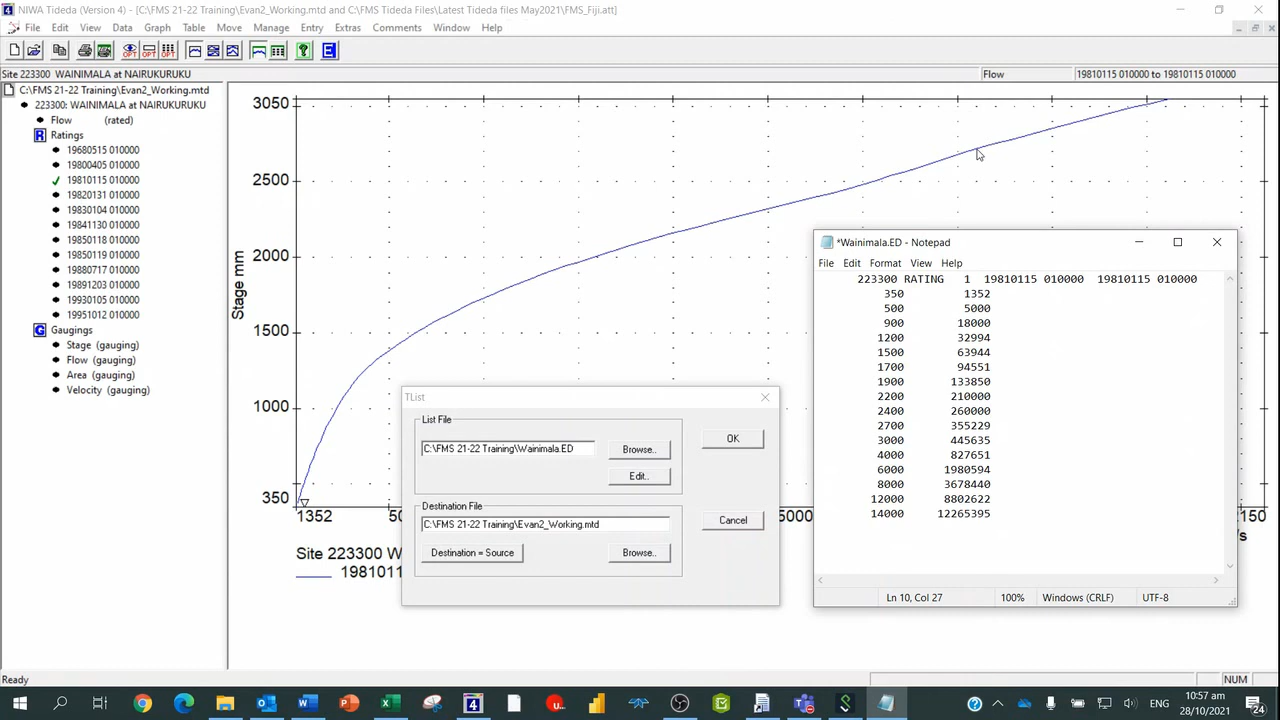 NIWA Tideda (Version 4) - [C:\FMS 21-22 Training\Evan2_Working.mtd and C:\FMS Tideda Files\Latest Tideda files May2021\FMS_Fiji.att]
File Edit View Data Graph Table Move Manage Entry Extras Comments Window Help
Site 223300 WAINIMALA at NAIRUKURUKU
Flow
19810115 010000 to 19810115 010000
C:\FMS 21-22 Training\Evan2_Working.mtd
223300: WAINIMALA at NAIRUKURUKU
Flow (rated)
R Ratings
19680515 010000
19800405 010000
19810115 010000
19820131 010000
19830104 010000
19841130 010000
19850118 010000
19850119 010000
19880717 010000
19891203 010000
19930105 010000
19951012 010000
G Gaugings
Stage (gauging)
Flow (gauging)
Area (gauging)
Velocity (gauging)
3050
2500
2000
1500
1000
350
Stage mm
1352
50
5000
150
Site 223300 W
1981011
TList
List File
C:\FMS 21-22 Training\Wainimala.ED
Browse..
Edit..
OK
Destination File
C:\FMS 21-22 Training\Evan2_Working.mtd
Destination = Source
Browse..
Cancel
*Wainimala.ED - Notepad
File Edit Format View Help
223300 RATING 1 19810115 010000 19810115 010000
350 1352
500 5000
900 18000
1200 32994
1500 63944
1700 94551
1900 133850
2200 210000
2400 260000
2700 355229
3000 445635
4000 827651
6000 1980594
8000 3678440
12000 8802622
14000 12265395
Ln 10, Col 27
100%
Windows (CRLF)
UTF-8
Ready
NUM
ENG
10:57 am
28/10/2021
24